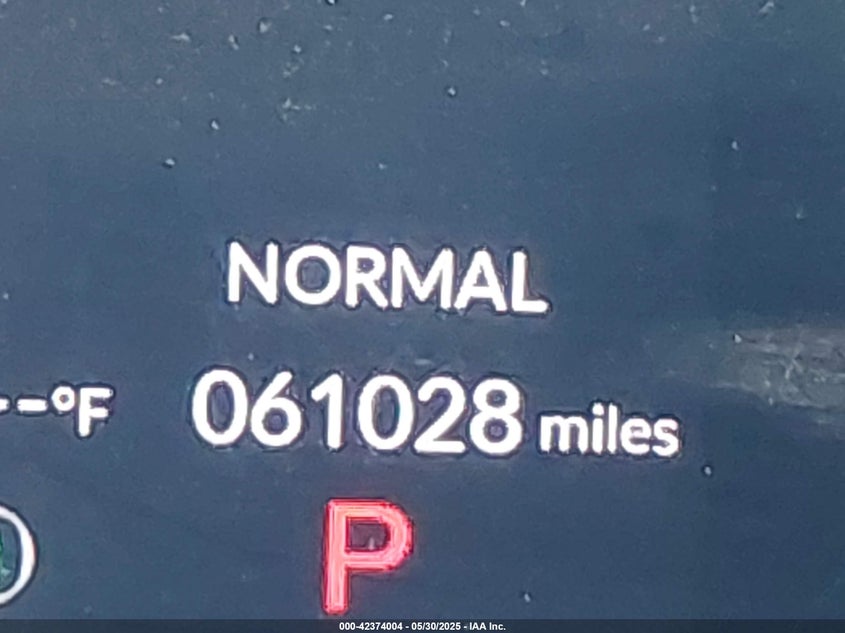 NORMAL
--°F 061028 miles
P
000-42374004 - 05/30/2025 - IAA Inc.